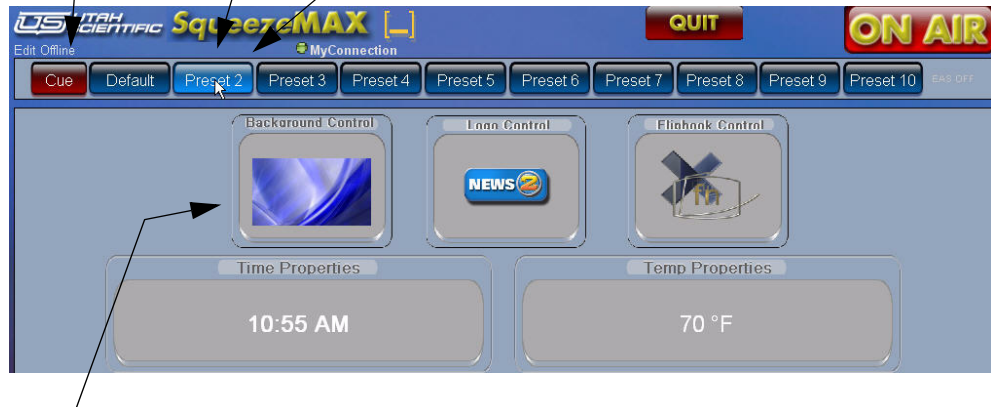 US UTAH SCIENTIFIC SqueezeMAX [_] QUIT ON AIR
Edit Offline MyConnection
Cue Default Preset 2 Preset 3 Preset 4 Preset 5 Preset 6 Preset 7 Preset 8 Preset 9 Preset 10 EAS OFF
Background Control Logo Control Flipbook Control
NEWS 2
Time Properties Temp Properties
10:55 AM 70 °F